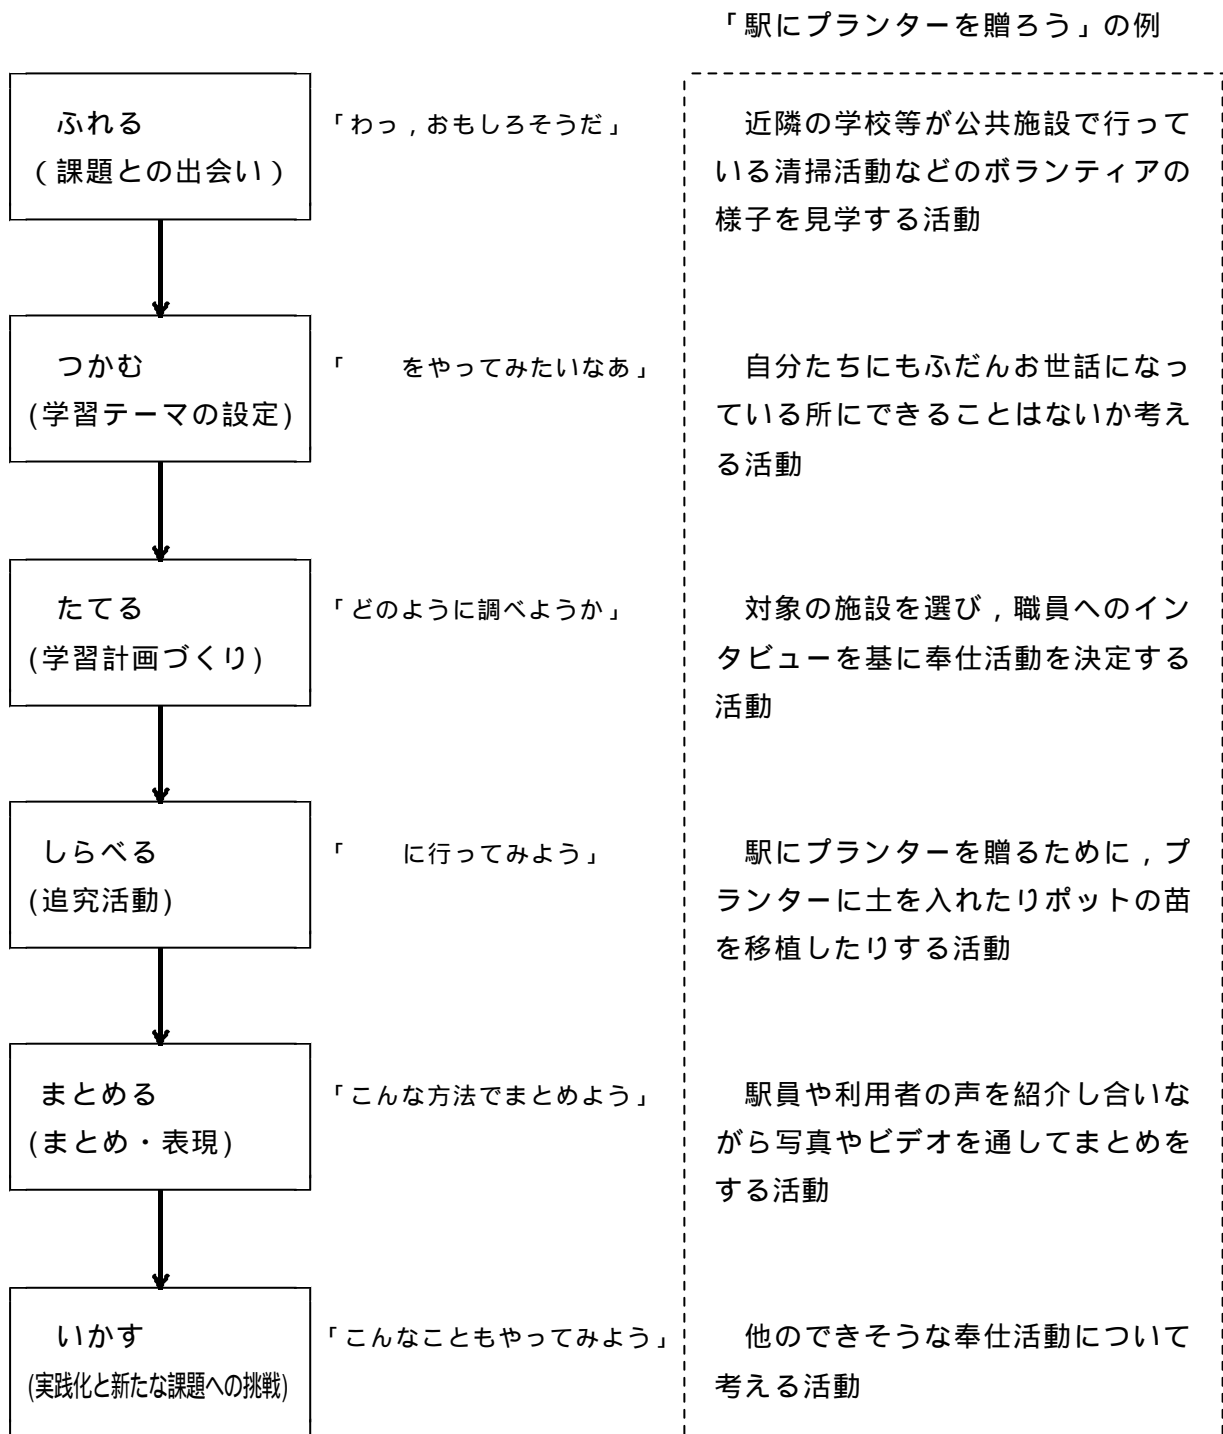 「駅にプランターを贈ろう」の例
ふれる
(課題との出会い)
「わっ,おもしろそうだ」
近隣の学校等が公共施設で行って
いる清掃活動などのボランティアの
様子を見学する活動
つかむ
(学習テーマの設定)
「　　をやってみたいなあ」
自分たちにもふだんお世話になっ
ている所にできることはないか考え
る活動
たてる
(学習計画づくり)
「どのように調べようか」
対象の施設を選び,職員へのイン
タビューを基に奉仕活動を決定する
活動
しらべる
(追究活動)
「　　に行ってみよう」
駅にプランターを贈るために,プ
ランターに土を入れたりポットの苗
を移植したりする活動
まとめる
(まとめ・表現)
「こんな方法でまとめよう」
駅員や利用者の声を紹介し合いな
がら写真やビデオを通してまとめを
する活動
いかす
(実践化と新たな課題への挑戦)
「こんなこともやってみよう」
他のできそうな奉仕活動について
考える活動